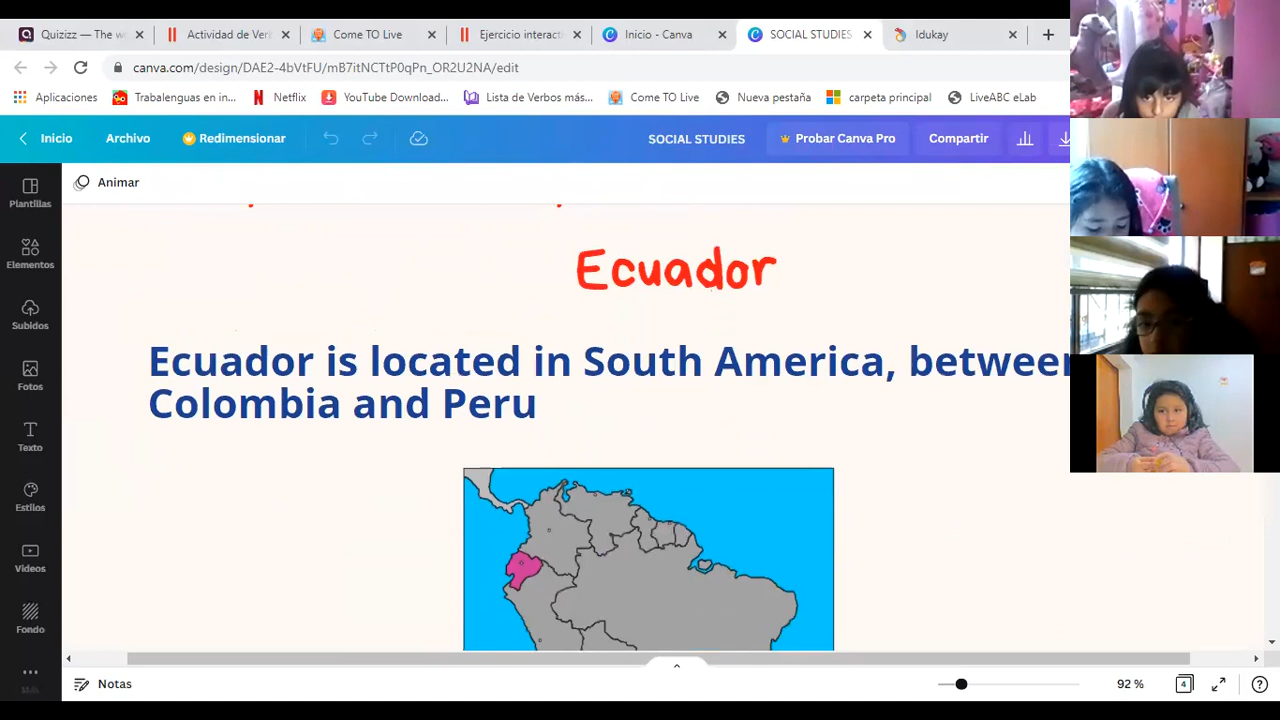 Quizizz — The w
Actividad de Ver
Come TO Live
Ejercicio interact
Inicio - Canva
SOCIAL STUDIES
Idukay
canva.com/design/DAE2-4bVtFU/mB7itNCTtP0qPn_OR2U2NA/edit
Aplicaciones
Trabalenguas en in...
Netflix
YouTube Download...
Lista de Verbos más...
Come TO Live
Nueva pestaña
carpeta principal
LiveABC eLab
Inicio
Archivo
Redimensionar
SOCIAL STUDIES
Probar Canva Pro
Compartir
Plantillas
Elementos
Subidos
Fotos
Texto
Estilos
Videos
Fondo
Animar
Ecuador
Ecuador is located in South America, between
Colombia and Peru
Notas
92 %
4